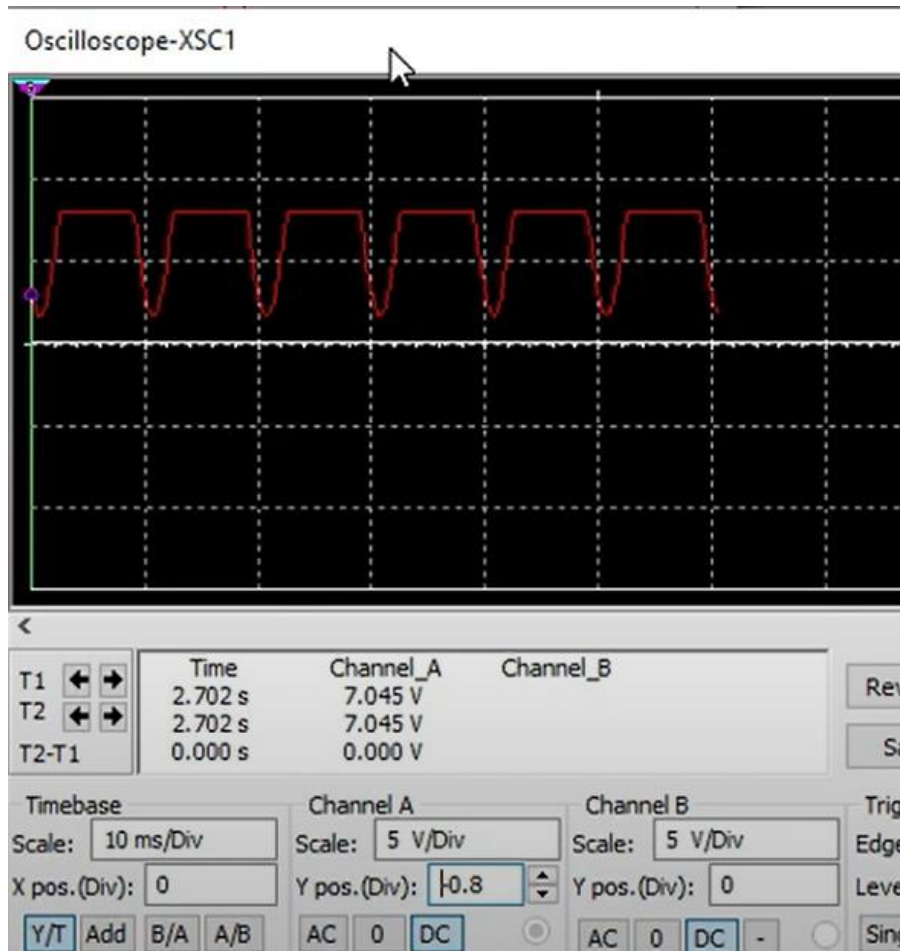 Oscilloscope-XSC1
Time Channel_A Channel_B
T1 2.702 s 7.045 V
T2 2.702 s 7.045 V
T2-T1 0.000 s 0.000 V
Timebase Channel A Channel B
Scale: 10 ms/Div Scale: 5 V/Div Scale: 5 V/Div
X pos.(Div): 0 Y pos.(Div): -0.8 Y pos.(Div): 0
Y/T Add B/A A/B AC 0 DC AC 0 DC -